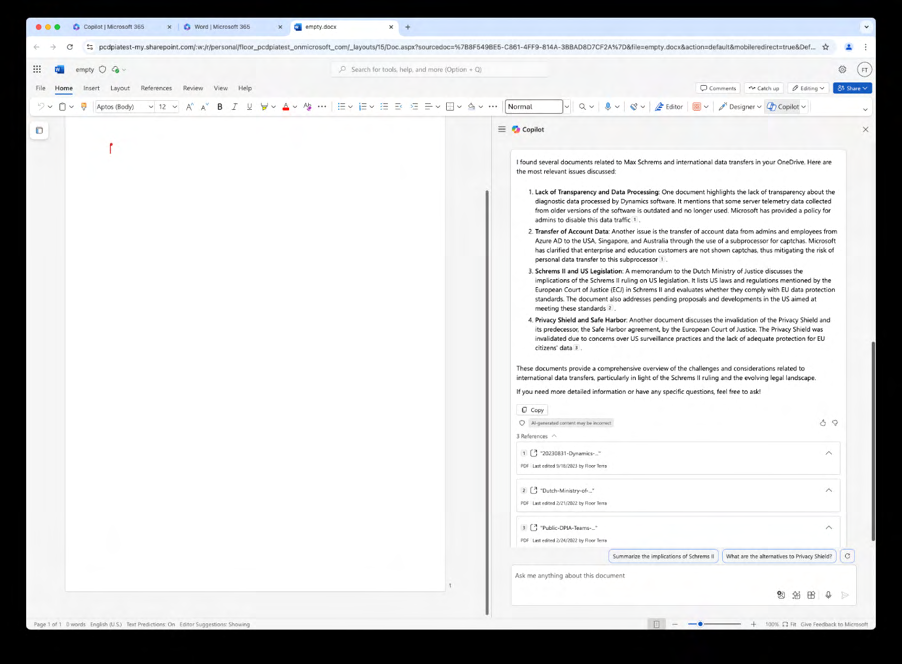 Copilot | Microsoft 365
Word | Microsoft 365
empty.docx
pcdpiatest-my.sharepoint.com/:w:/r/personal/floor_pcdpiatest_onmicrosoft_com/_layouts/15/Doc.aspx?sourcedoc=%7B8F549BE5-C861-4FF9-814A-3BBAD8D7CF2A%7D&file=empty.docx&action=default&mobileredirect=true&Def...
empty
Search for tools, help, and more (Option + Q)
FT
File Home Insert Layout References Review View Help
Comments Catch up Editing Share
Aptos (Body) 12 B I U A Normal Editor Designer Copilot
Copilot
I found several documents related to Max Schrems and international data transfers in your OneDrive. Here are
the most relevant issues discussed:
1. Lack of Transparency and Data Processing: One document highlights the lack of transparency about the
diagnostic data processed by Dynamics software. It mentions that some server telemetry data collected
from older versions of the software is outdated and no longer used. Microsoft has provided a policy for
admins to disable this data traffic 1 .
2. Transfer of Account Data: Another issue is the transfer of account data from admins and employees from
Azure AD to the USA, Singapore, and Australia through the use of a subprocessor for captchas. Microsoft
has clarified that enterprise and education customers are not shown captchas, thus mitigating the risk of
personal data transfer to this subprocessor 1 .
3. Schrems II and US Legislation: A memorandum to the Dutch Ministry of Justice discusses the
implications of the Schrems II ruling on US legislation. It lists US laws and regulations mentioned by the
European Court of Justice (ECJ) in Schrems II and evaluates whether they comply with EU data protection
standards. The document also addresses pending proposals and developments in the US aimed at
meeting these standards 2 .
4. Privacy Shield and Safe Harbor: Another document discusses the invalidation of the Privacy Shield and
its predecessor, the Safe Harbor agreement, by the European Court of Justice. The Privacy Shield was
invalidated due to concerns over US surveillance practices and the lack of adequate protection for EU
citizens' data 3 .
These documents provide a comprehensive overview of the challenges and considerations related to
international data transfers, particularly in light of the Schrems II ruling and the evolving legal landscape.
If you need more detailed information or have any specific questions, feel free to ask!
Copy
AI-generated content may be incorrect
3 References
1 "20230831-Dynamics-..."
PDF Last edited 9/18/2023 by Floor Terra
2 "Dutch-Ministry-of-..."
PDF Last edited 2/21/2022 by Floor Terra
3 "Public-DPIA-Teams-..."
PDF Last edited 2/24/2022 by Floor Terra
Summarize the implications of Schrems II
What are the alternatives to Privacy Shield?
1
Ask me anything about this document
Page 1 of 1 0 words English (U.S.) Text Predictions: On Editor Suggestions: Showing
100% Fit Give Feedback to Microsoft